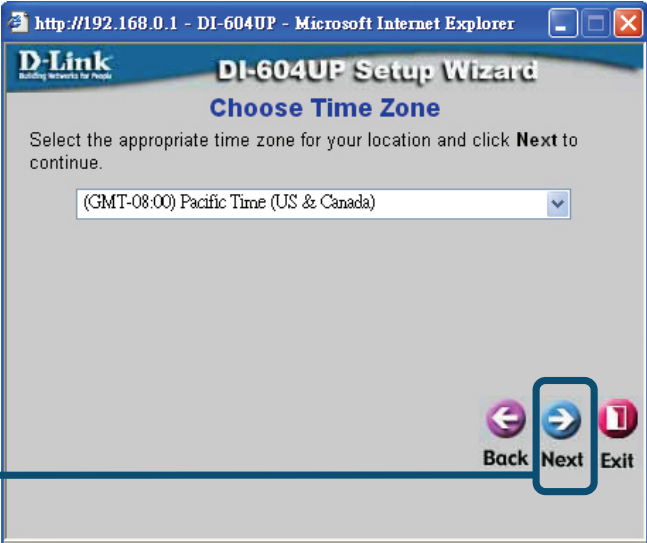 http://192.168.0.1 - DI-604UP - Microsoft Internet Explorer
D-Link
Building Networks for People
DI-604UP Setup Wizard
Choose Time Zone
Select the appropriate time zone for your location and click Next to
continue.
(GMT-08:00) Pacific Time (US & Canada)
Back Next Exit